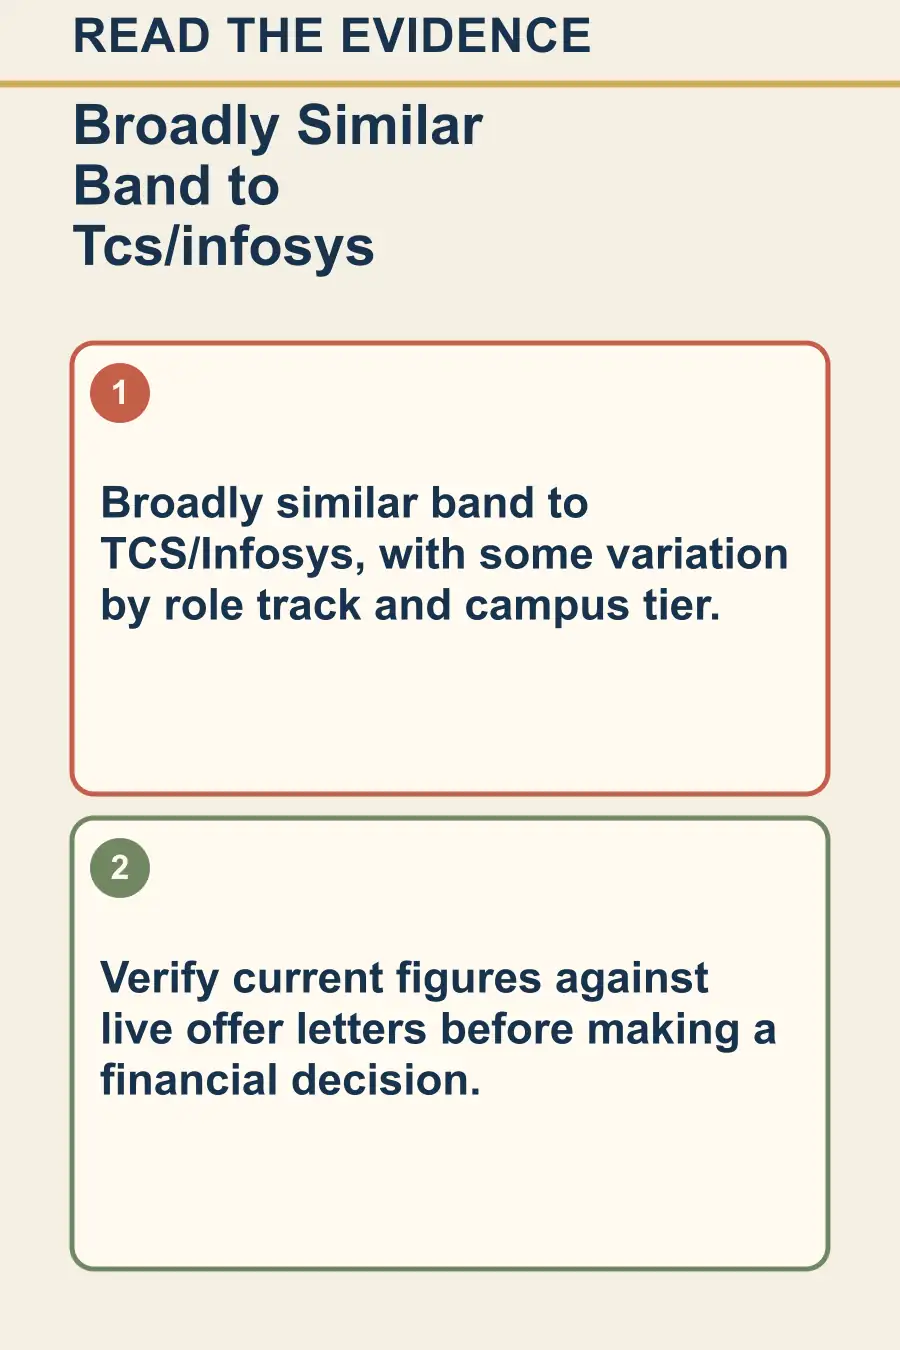 READ THE EVIDENCE
Broadly Similar
Band to
Tcs/infosys
1
Broadly similar band to
TCS/Infosys, with some variation
by role track and campus tier.
2
Verify current figures against
live offer letters before making a
financial decision.